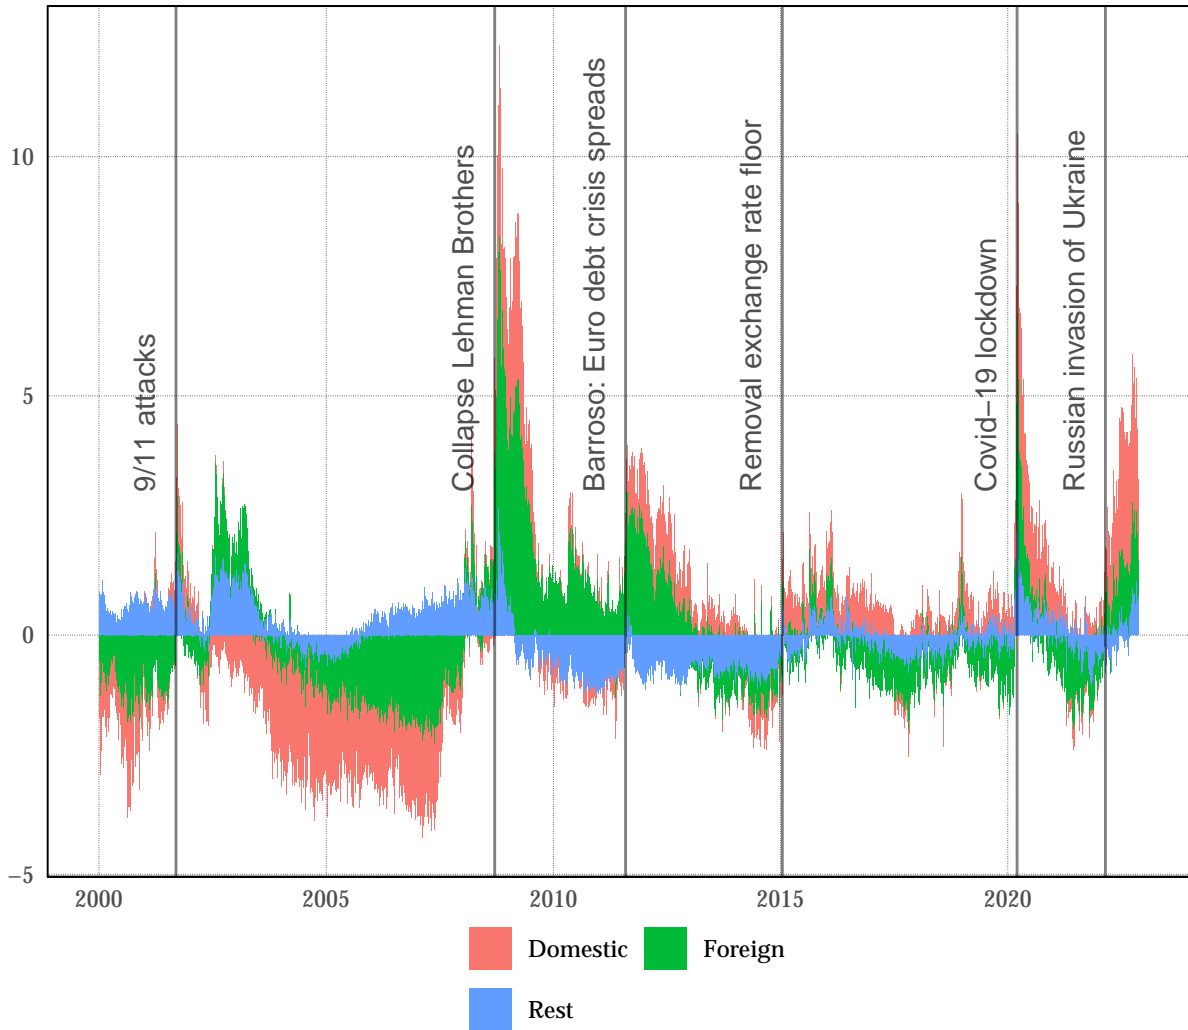 10
5
0
−5
9/11 attacks
Collapse Lehman Brothers
Barroso: Euro debt crisis spreads
Removal exchange rate floor
Covid−19 lockdown
Russian invasion of Ukraine
2000
2005
2010
2015
2020
Domestic
Foreign
Rest